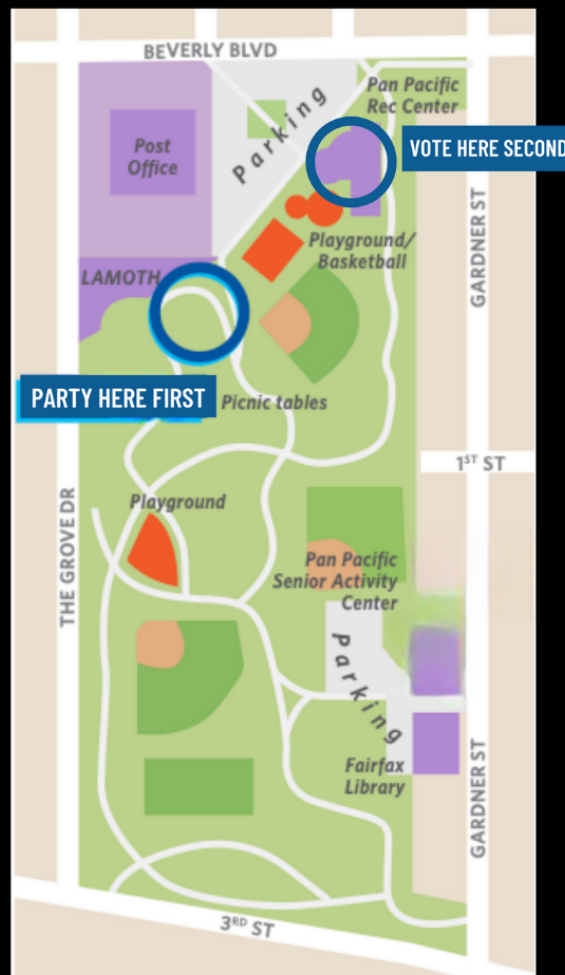 BEVERLY BLVD
Pan Pacific
Rec Center
Parking
Post
Office
VOTE HERE SECOND
Playground/
Basketball
GARDNER ST
LAMOTH
PARTY HERE FIRST
Picnic tables
1ST ST
Playground
THE GROVE DR
Pan Pacific
Senior Activity
Center
Parking
Fairfax
Library
GARDNER ST
3RD ST